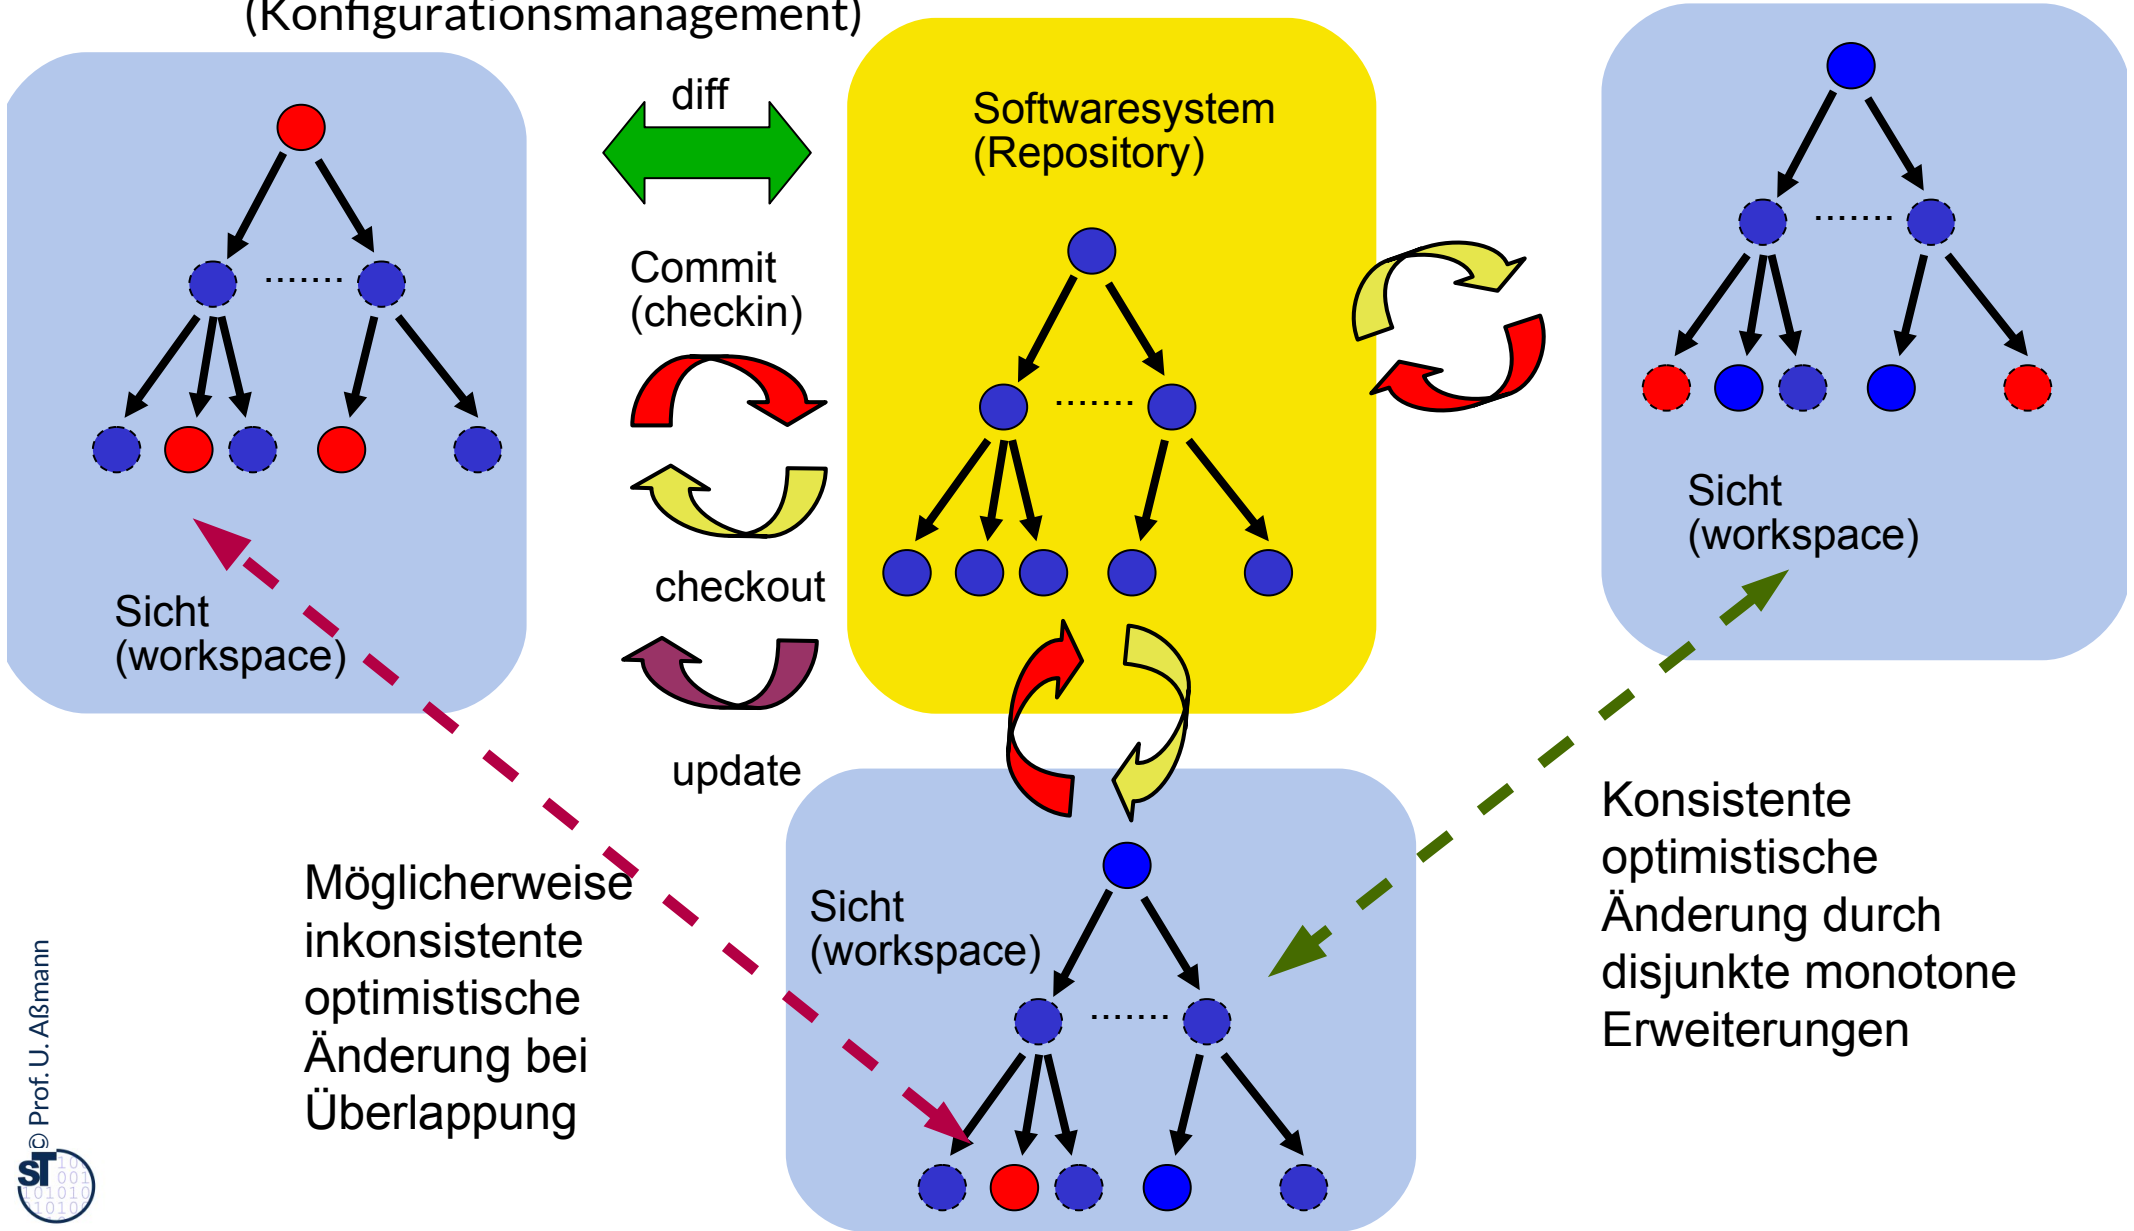 (Konfigurationsmanagement)
diff
Softwaresystem
(Repository)
Commit
(checkin)
checkout
update
Sicht
(workspace)
Sicht
(workspace)
Sicht
(workspace)
Möglicherweise
inkonsistente
optimistische
Änderung bei
Überlappung
Konsistente
optimistische
Änderung durch
disjunkte monotone
Erweiterungen
© Prof. U. Aßmann
ST